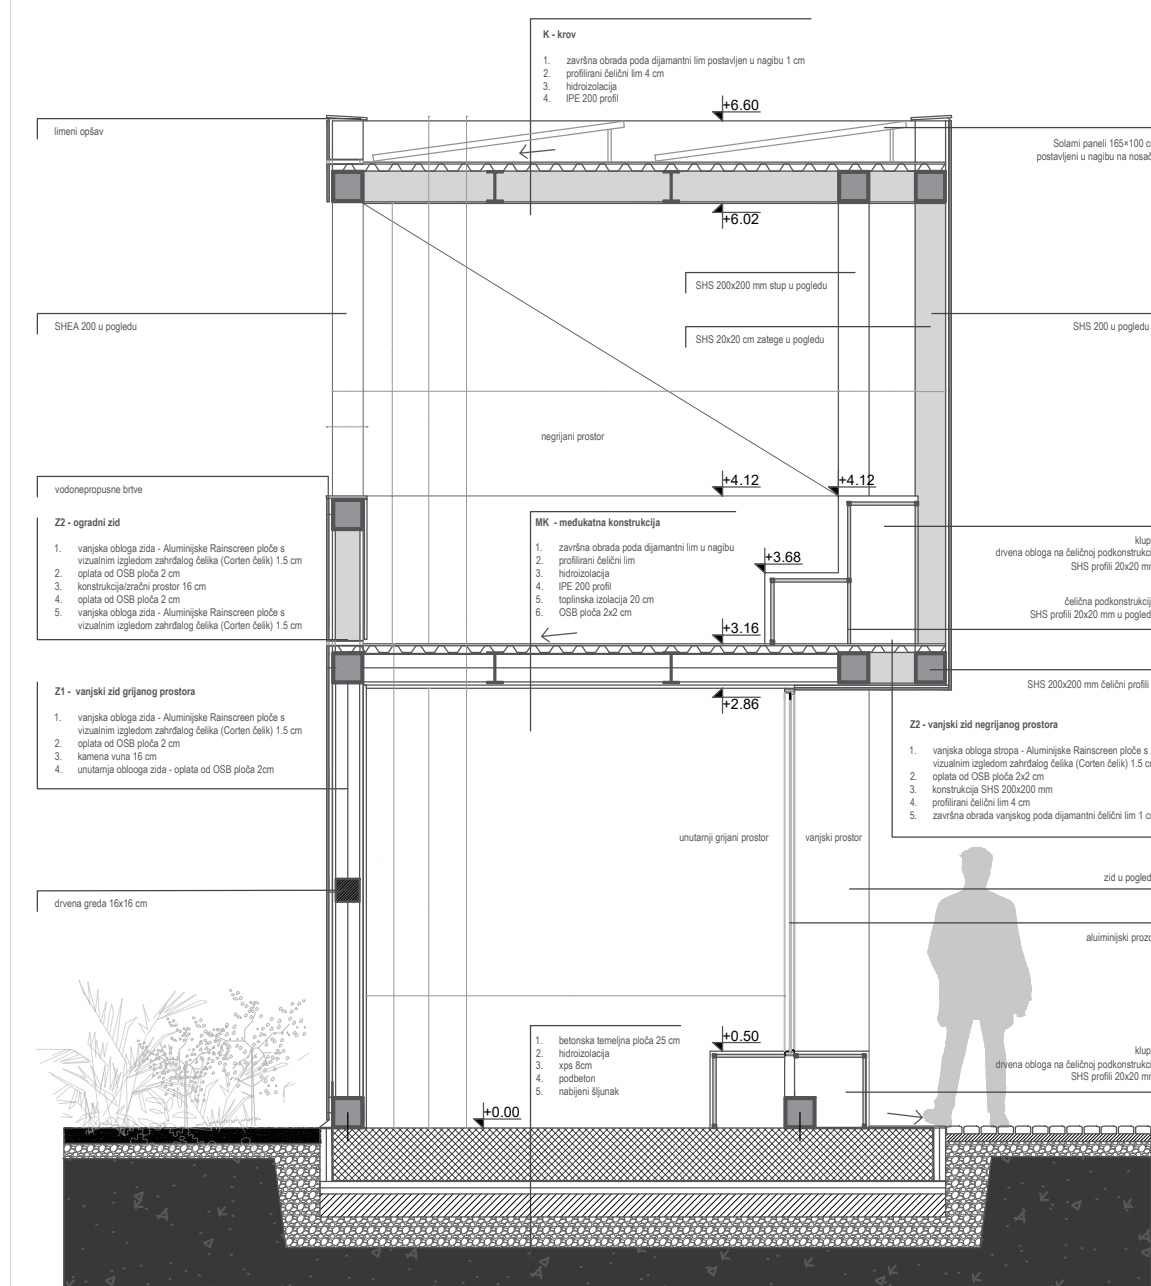 K - krov
1. završna obrada poda dijamantni lim postavljen u nagibu 1 cm
2. profilirani čelični lim 4 cm
3. hidroizolacija
4. IPE 200 profil
+6.60
limeni opšav
Solarni paneli 165×100 c
postavljeni u nagibu na nosač
+6.02
SHS 200x200 mm stup u pogledu
SHEA 200 u pogledu
SHS 200 u pogledu
SHS 20x20 cm zatege u pogledu
negrijani prostor
+4.12
+4.12
vodonepropusne brtve
Z2 - ogradni zid
1. vanjska obloga zida - Aluminijske Rainscreen ploče s
vizualnim izgledom zahrđalog čelika (Corten čelik) 1.5 cm
2. oplata od OSB ploča 2 cm
3. konstrukcija/zračni prostor 16 cm
4. oplata od OSB ploča 2 cm
5. vanjska obloga zida - Aluminijske Rainscreen ploče s
vizualnim izgledom zahrđalog čelika (Corten čelik) 1.5 cm
MK - međukatna konstrukcija
1. završna obrada poda dijamantni lim u nagibu
2. profilirani čelični lim
3. hidroizolacija
4. IPE 200 profil
5. toplinska izolacija 20 cm
6. OSB ploča 2x2 cm
+3.68
klup
drvena obloga na čeličnoj podkonstrukci
SHS profili 20x20 mm
čelična podkonstrukcij
SHS profili 20x20 mm u pogled
+3.16
Z1 - vanjski zid grijanog prostora
1. vanjska obloga zida - Aluminijske Rainscreen ploče s
vizualnim izgledom zahrđalog čelika (Corten čelik) 1.5 cm
2. oplata od OSB ploča 2 cm
3. kamena vuna 16 cm
4. unutarnja oblooga zida - oplata od OSB ploča 2cm
+2.86
SHS 200x200 mm čelični profili
Z2 - vanjski zid negrijanog prostora
1. vanjska obloga stropa - Aluminijske Rainscreen ploče s
vizualnim izgledom zahrđalog čelika (Corten čelik) 1.5 cm
2. oplata od OSB ploča 2x2 cm
3. konstrukcija SHS 200x200 mm
4. profilirani čelični lim 4 cm
5. završna obrada vanjskog poda dijamantni čelični lim 1 c
unutarnji grijani prostor
vanjski prostor
zid u pogled
drvena greda 16x16 cm
aluiminijski prozo
1. betonska temeljna ploča 25 cm
2. hidroizolacija
3. xps 8cm
4. podbeton
5. nabijeni šljunak
+0.50
klup
drvena obloga na čeličnoj podkonstrukci
SHS profili 20x20 mm
+0.00